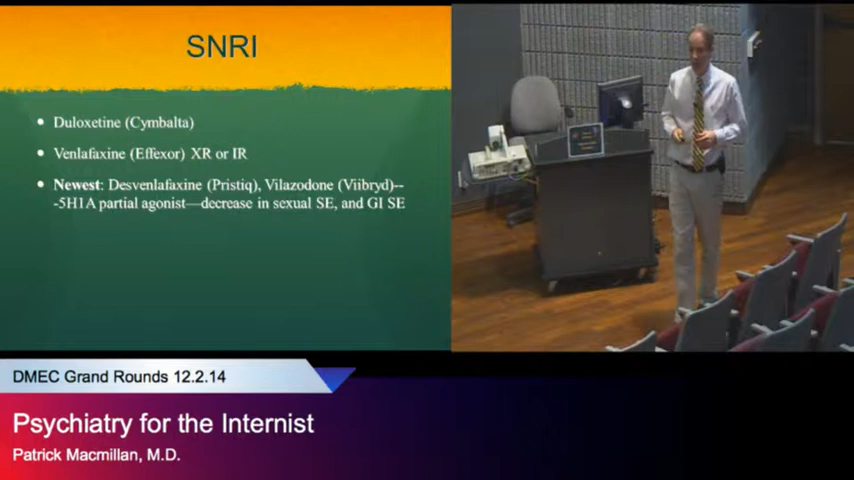 SNRI
• Duloxetine (Cymbalta)
• Venlafaxine (Effexor) XR or IR
• Newest: Desvenlafaxine (Pristiq), Vilazodone (Viibryd)--
-5H1A partial agonist—decrease in sexual SE, and GI SE
DMEC Grand Rounds 12.2.14
Psychiatry for the Internist
Patrick Macmillan, M.D.